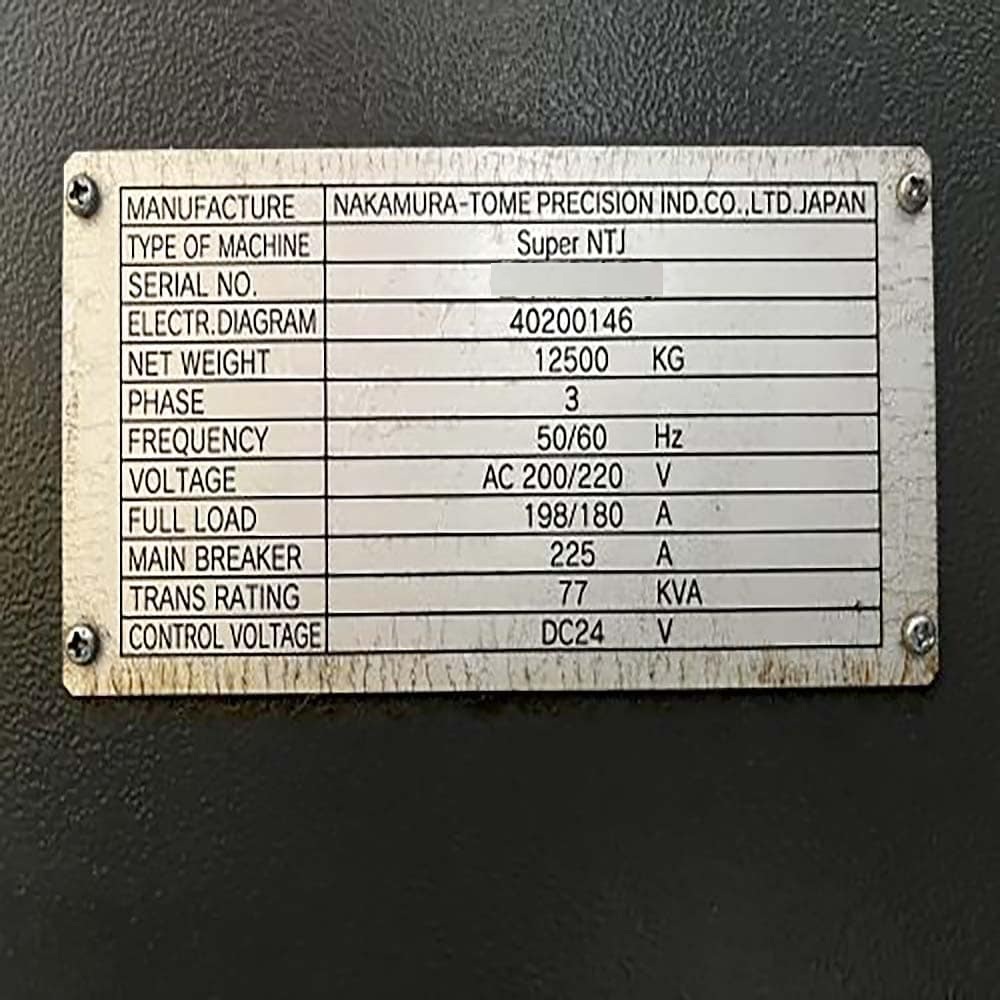 MANUFACTURE NAKAMURA-TOME PRECISION IND.CO.,LTD.JAPAN
TYPE OF MACHINE Super NTJ
SERIAL NO.
ELECTR.DIAGRAM 40200146
NET WEIGHT 12500 KG
PHASE 3
FREQUENCY 50/60 Hz
VOLTAGE AC 200/220 V
FULL LOAD 198/180 A
MAIN BREAKER 225 A
TRANS RATING 77 KVA
CONTROL VOLTAGE DC24 V